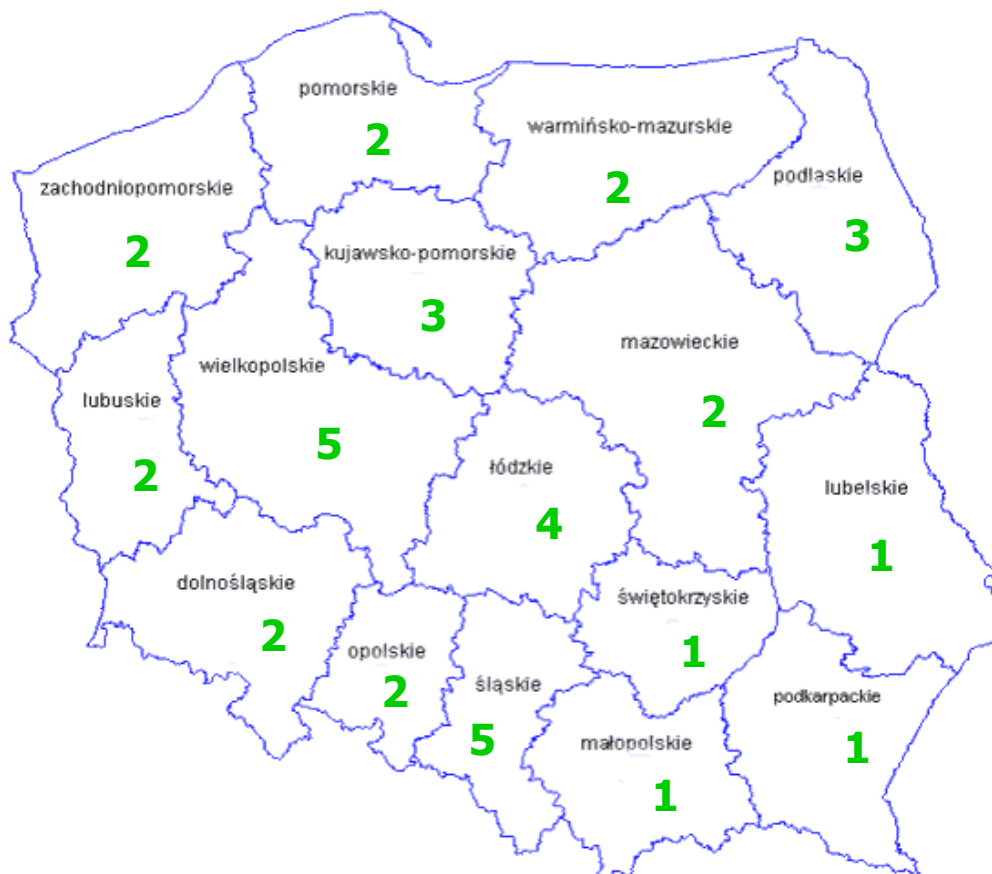 pomorskie
2
warmińsko-mazurskie
2
podlaskie
3
zachodniopomorskie
2
kujawsko-pomorskie
3
mazowieckie
2
wielkopolskie
5
lubuskie
2
łódzkie
4
lubelskie
1
dolnośląskie
2
świętokrzyskie
1
opolskie
2
śląskie
5
małopolskie
1
podkarpackie
1